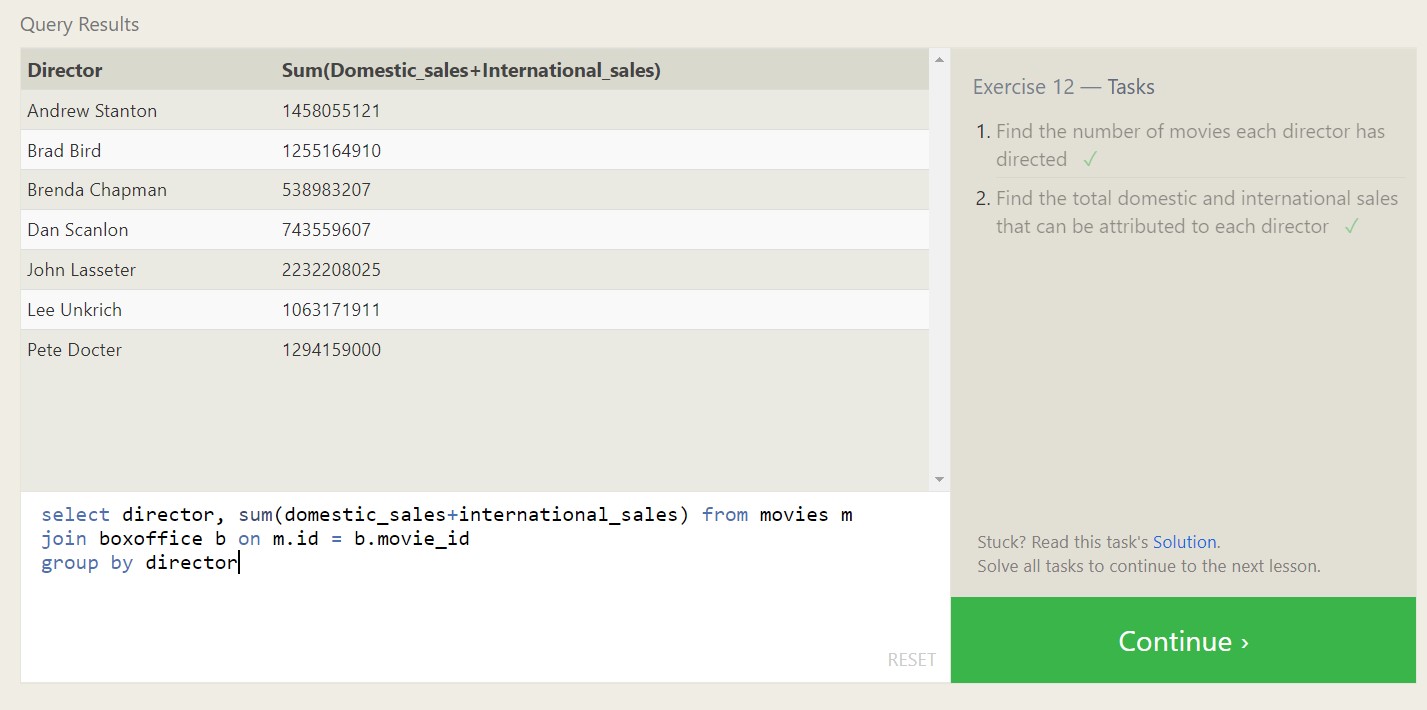 Query Results
Director Sum(Domestic_sales+International_sales)
Andrew Stanton 1458055121
Brad Bird 1255164910
Brenda Chapman 538983207
Dan Scanlon 743559607
John Lasseter 2232208025
Lee Unkrich 1063171911
Pete Docter 1294159000
select director, sum(domestic_sales+international_sales) from movies m
join boxoffice b on m.id = b.movie_id
group by director
RESET
Exercise 12 — Tasks
1. Find the number of movies each director has
directed ✓
2. Find the total domestic and international sales
that can be attributed to each director ✓
Stuck? Read this task's Solution.
Solve all tasks to continue to the next lesson.
Continue ›